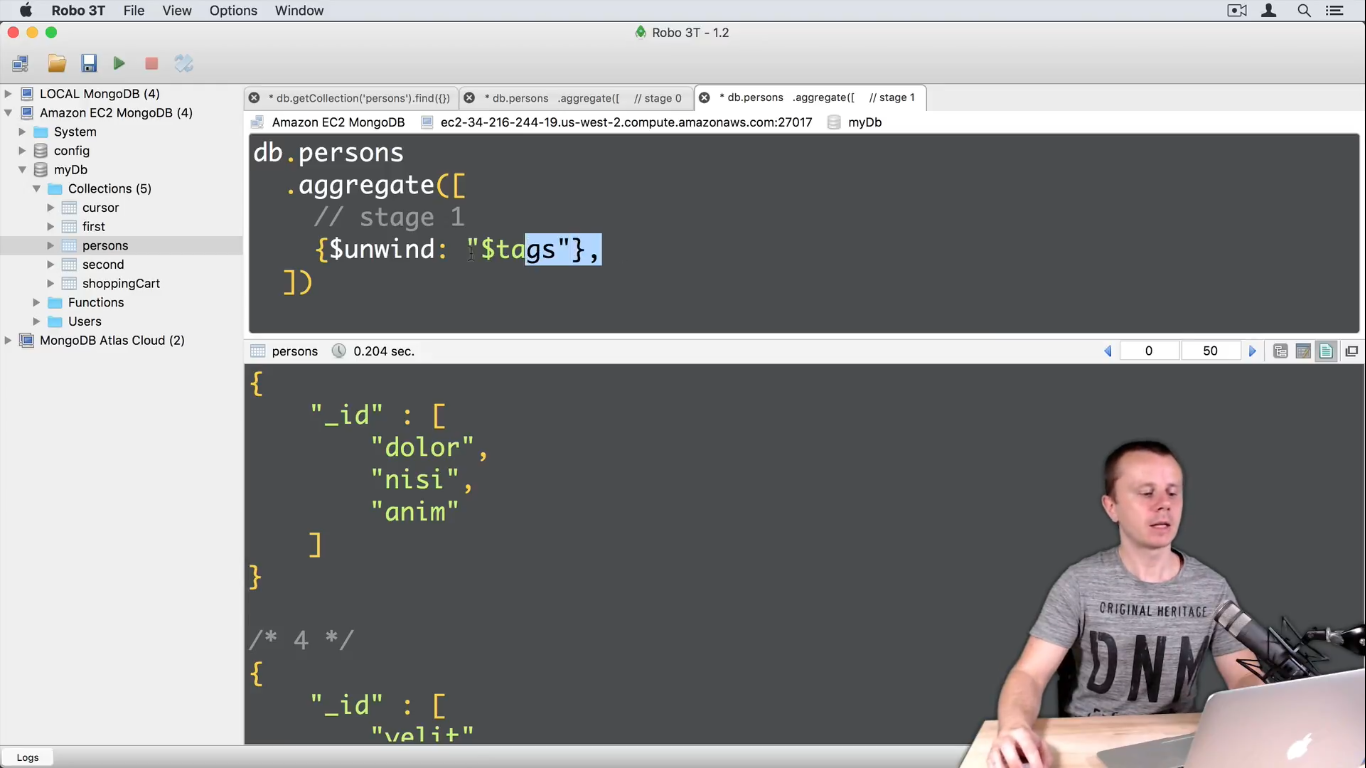 Robo 3T File View Options Window
Robo 3T - 1.2
LOCAL MongoDB (4)
Amazon EC2 MongoDB (4)
System
config
myDb
Collections (5)
cursor
first
persons
second
shoppingCart
Functions
Users
MongoDB Atlas Cloud (2)
* db.getCollection('persons').find({}) * db.persons .aggregate([ // stage 0 * db.persons .aggregate([ // stage 1
Amazon EC2 MongoDB ec2-34-216-244-19.us-west-2.compute.amazonaws.com:27017 myDb
db.persons
.aggregate([
// stage 1
{$unwind: "$tags"},
])
persons 0.204 sec. 0 50
{
"_id" : [
"dolor",
"nisi",
"anim"
]
}
/* 4 */
{
"_id" : [
"velit"
ORIGINAL HERITAGE
DNM
Logs